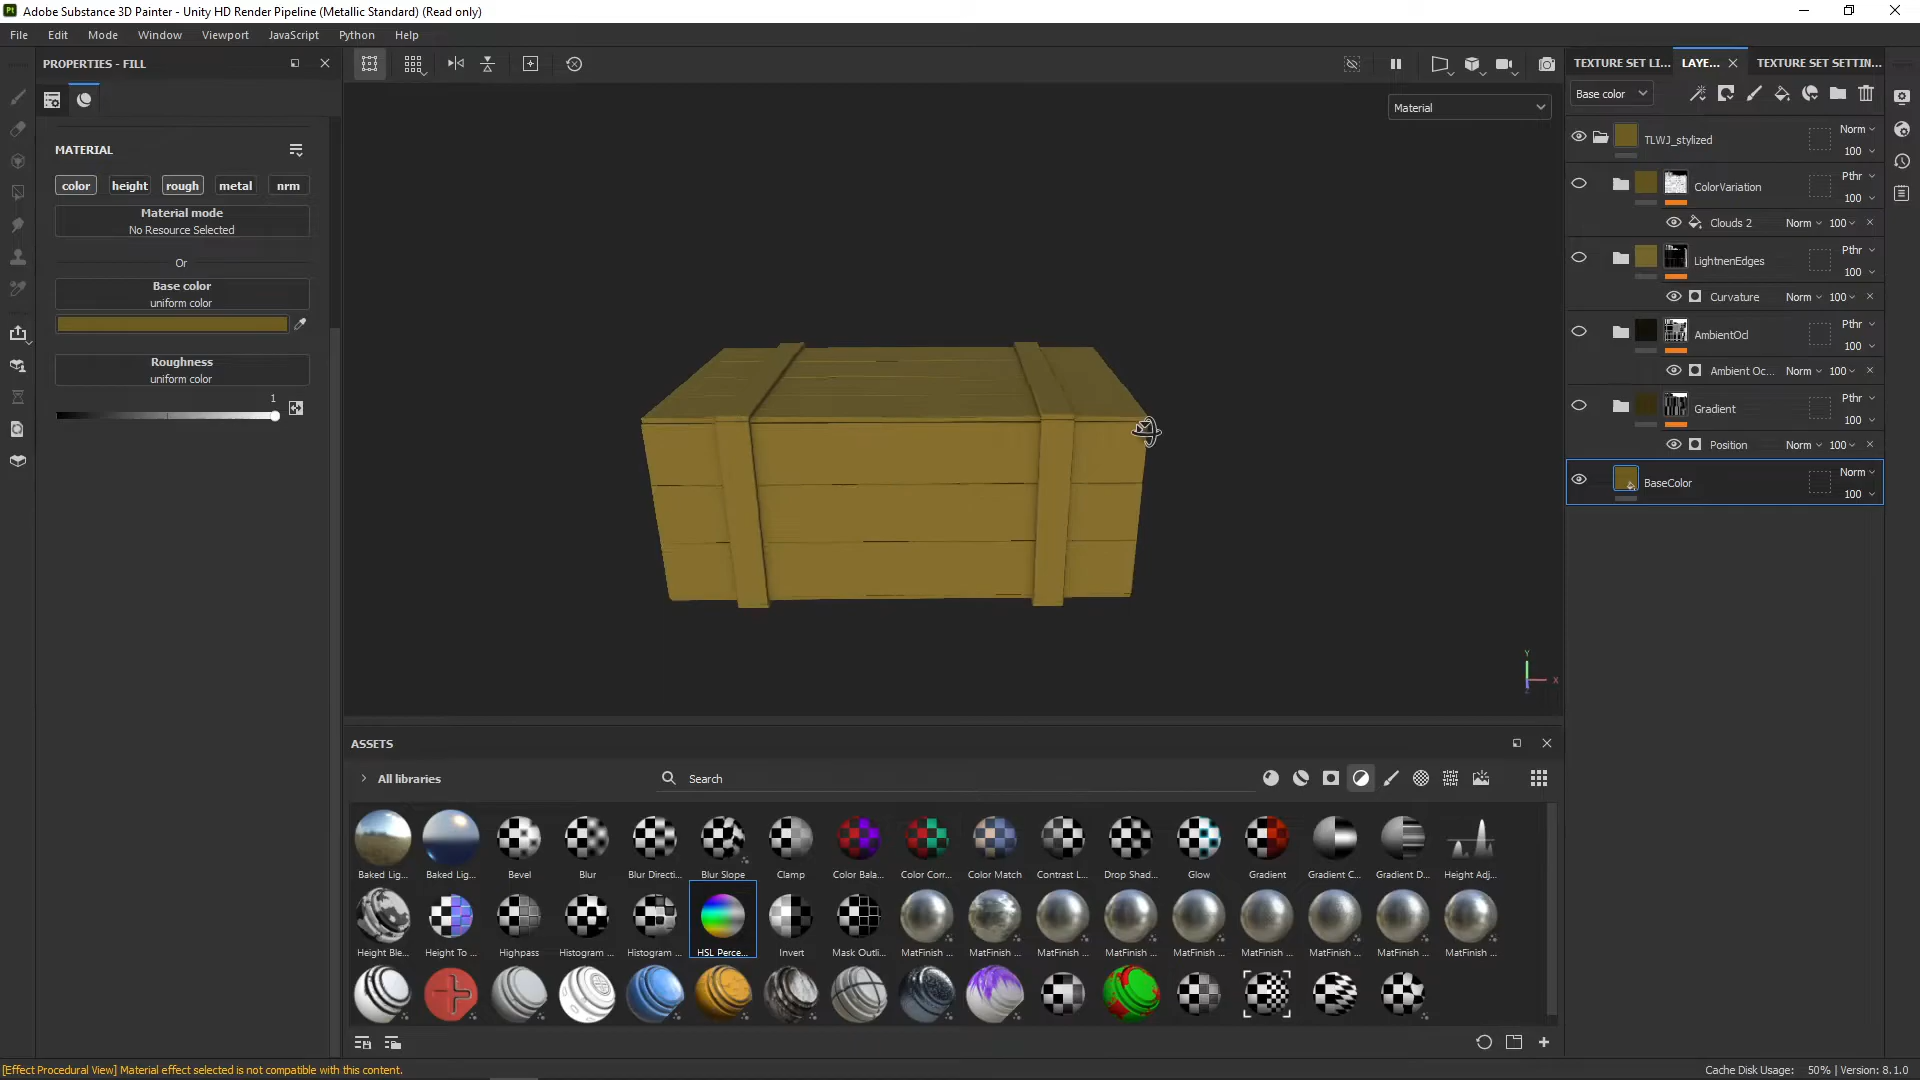 Adobe Substance 3D Painter - Unity HD Render Pipeline (Metallic Standard) (Read only)
File Edit Mode Window Viewport JavaScript Python Help
PROPERTIES - FILL
MATERIAL
color height rough metal nrm
Material mode
No Resource Selected
Or
Base color
uniform color
Roughness
uniform color
1
Material
Y
X
TEXTURE SET LI... LAYE... TEXTURE SET SETTIN...
Base color
TLWJ_stylized Norm 100
ColorVariation Pthr 100
Clouds 2 Norm 100
LightnenEdges Pthr 100
Curvature Norm 100
AmbientOcl Pthr 100
Ambient Oc... Norm 100
Gradient Pthr 100
Position Norm 100
BaseColor Norm 100
ASSETS
All libraries
Search
Baked Lig... Baked Lig... Bevel Blur Blur Directi... Blur Slope Clamp Color Bala... Color Corr... Color Match Contrast L... Drop Shad... Glow Gradient Gradient C... Gradient D... Height Adj...
Height Ble... Height To ... Highpass Histogram ... Histogram ... HSL Perce... Invert Mask Outli... MatFinish ... MatFinish ... MatFinish ... MatFinish ... MatFinish ... MatFinish ... MatFinish ... MatFinish ... MatFinish ...
[Effect Procedural View] Material effect selected is not compatible with this content.
Cache Disk Usage: 50% | Version: 8.1.0